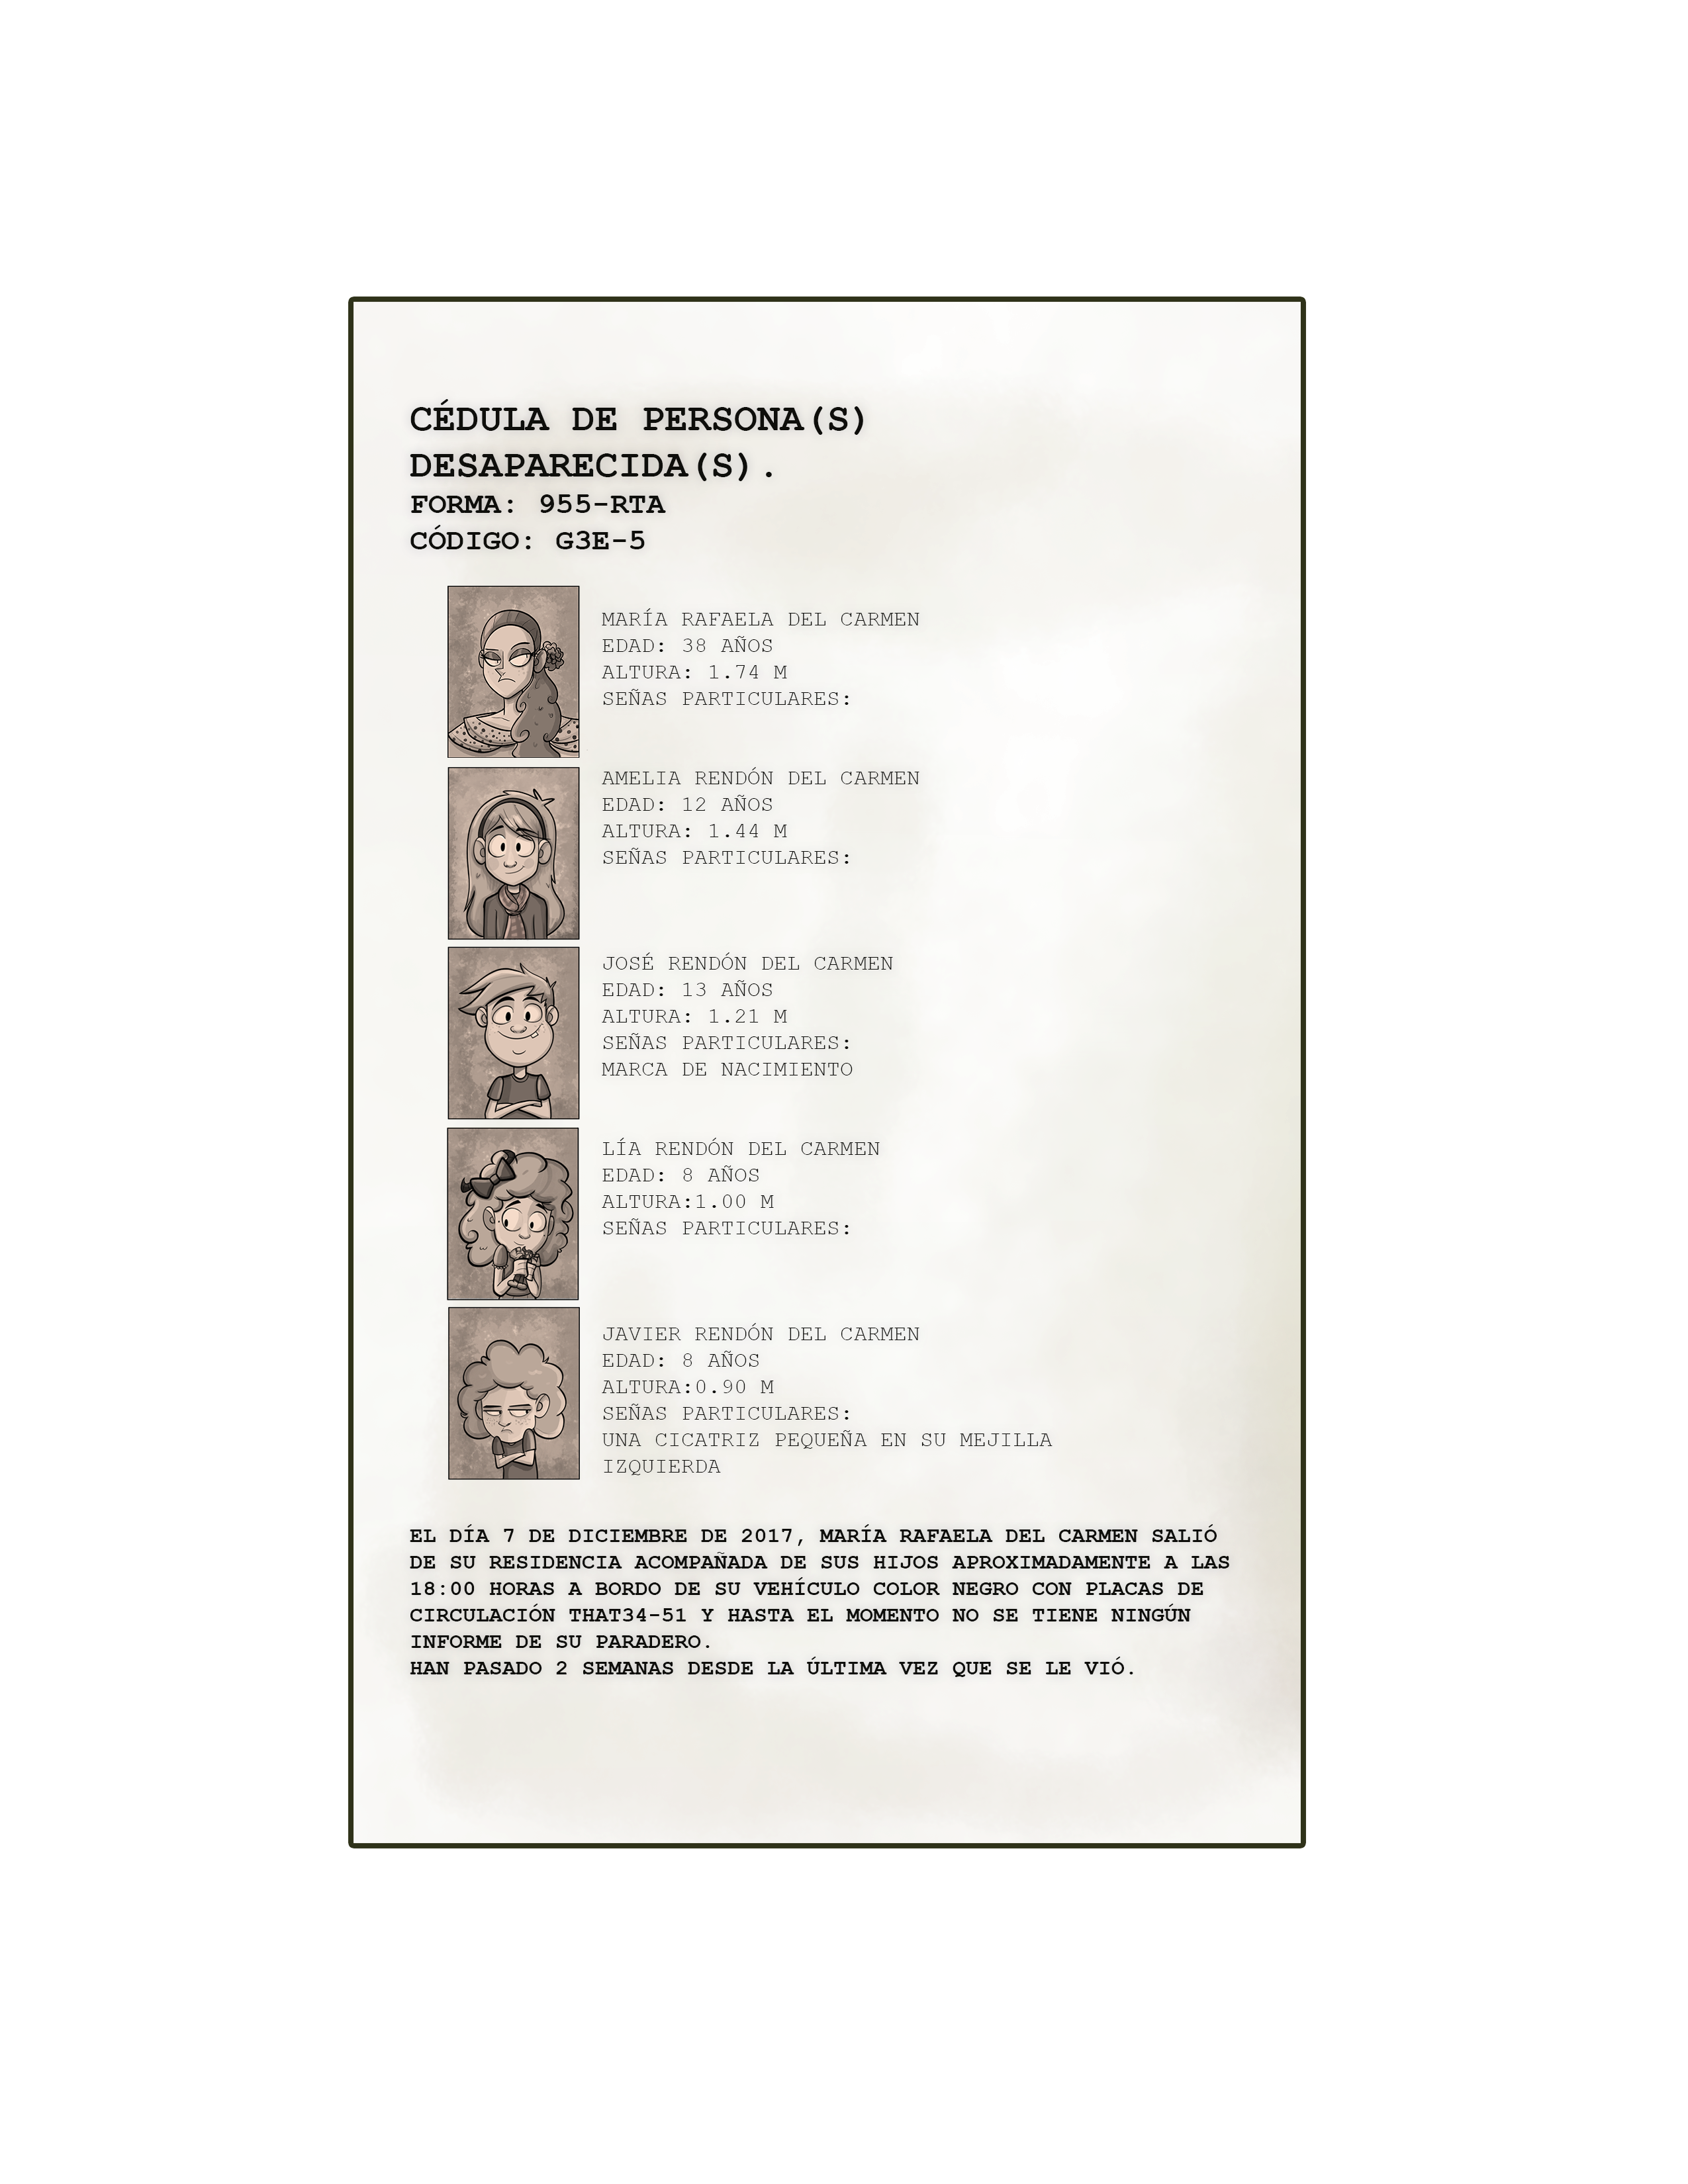 CÉDULA DE PERSONA(S)
DESAPARECIDA(S).
FORMA: 955-RTA
CÓDIGO: G3E-5
MARÍA RAFAELA DEL CARMEN
EDAD: 38 AÑOS
ALTURA: 1.74 M
SEÑAS PARTICULARES:
AMELIA RENDÓN DEL CARMEN
EDAD: 12 AÑOS
ALTURA: 1.44 M
SEÑAS PARTICULARES:
JOSÉ RENDÓN DEL CARMEN
EDAD: 13 AÑOS
ALTURA: 1.21 M
SEÑAS PARTICULARES:
MARCA DE NACIMIENTO
LÍA RENDÓN DEL CARMEN
EDAD: 8 AÑOS
ALTURA:1.00 M
SEÑAS PARTICULARES:
JAVIER RENDÓN DEL CARMEN
EDAD: 8 AÑOS
ALTURA:0.90 M
SEÑAS PARTICULARES:
UNA CICATRIZ PEQUEÑA EN SU MEJILLA
IZQUIERDA
EL DÍA 7 DE DICIEMBRE DE 2017, MARÍA RAFAELA DEL CARMEN SALIÓ
DE SU RESIDENCIA ACOMPAÑADA DE SUS HIJOS APROXIMADAMENTE A LAS
18:00 HORAS A BORDO DE SU VEHÍCULO COLOR NEGRO CON PLACAS DE
CIRCULACIÓN THAT34-51 Y HASTA EL MOMENTO NO SE TIENE NINGÚN
INFORME DE SU PARADERO.
HAN PASADO 2 SEMANAS DESDE LA ÚLTIMA VEZ QUE SE LE VIÓ.